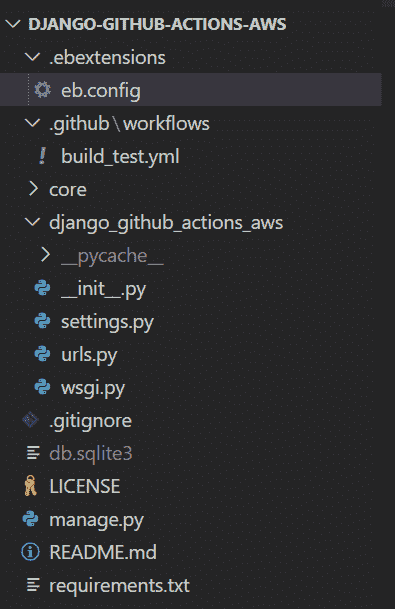 DJANGO-GITHUB-ACTIONS-AWS
.ebextensions
eb.config
.github\workflows
! build_test.yml
core
django_github_actions_aws
__pycache__
__init__.py
settings.py
urls.py
wsgi.py
.gitignore
db.sqlite3
LICENSE
manage.py
README.md
requirements.txt